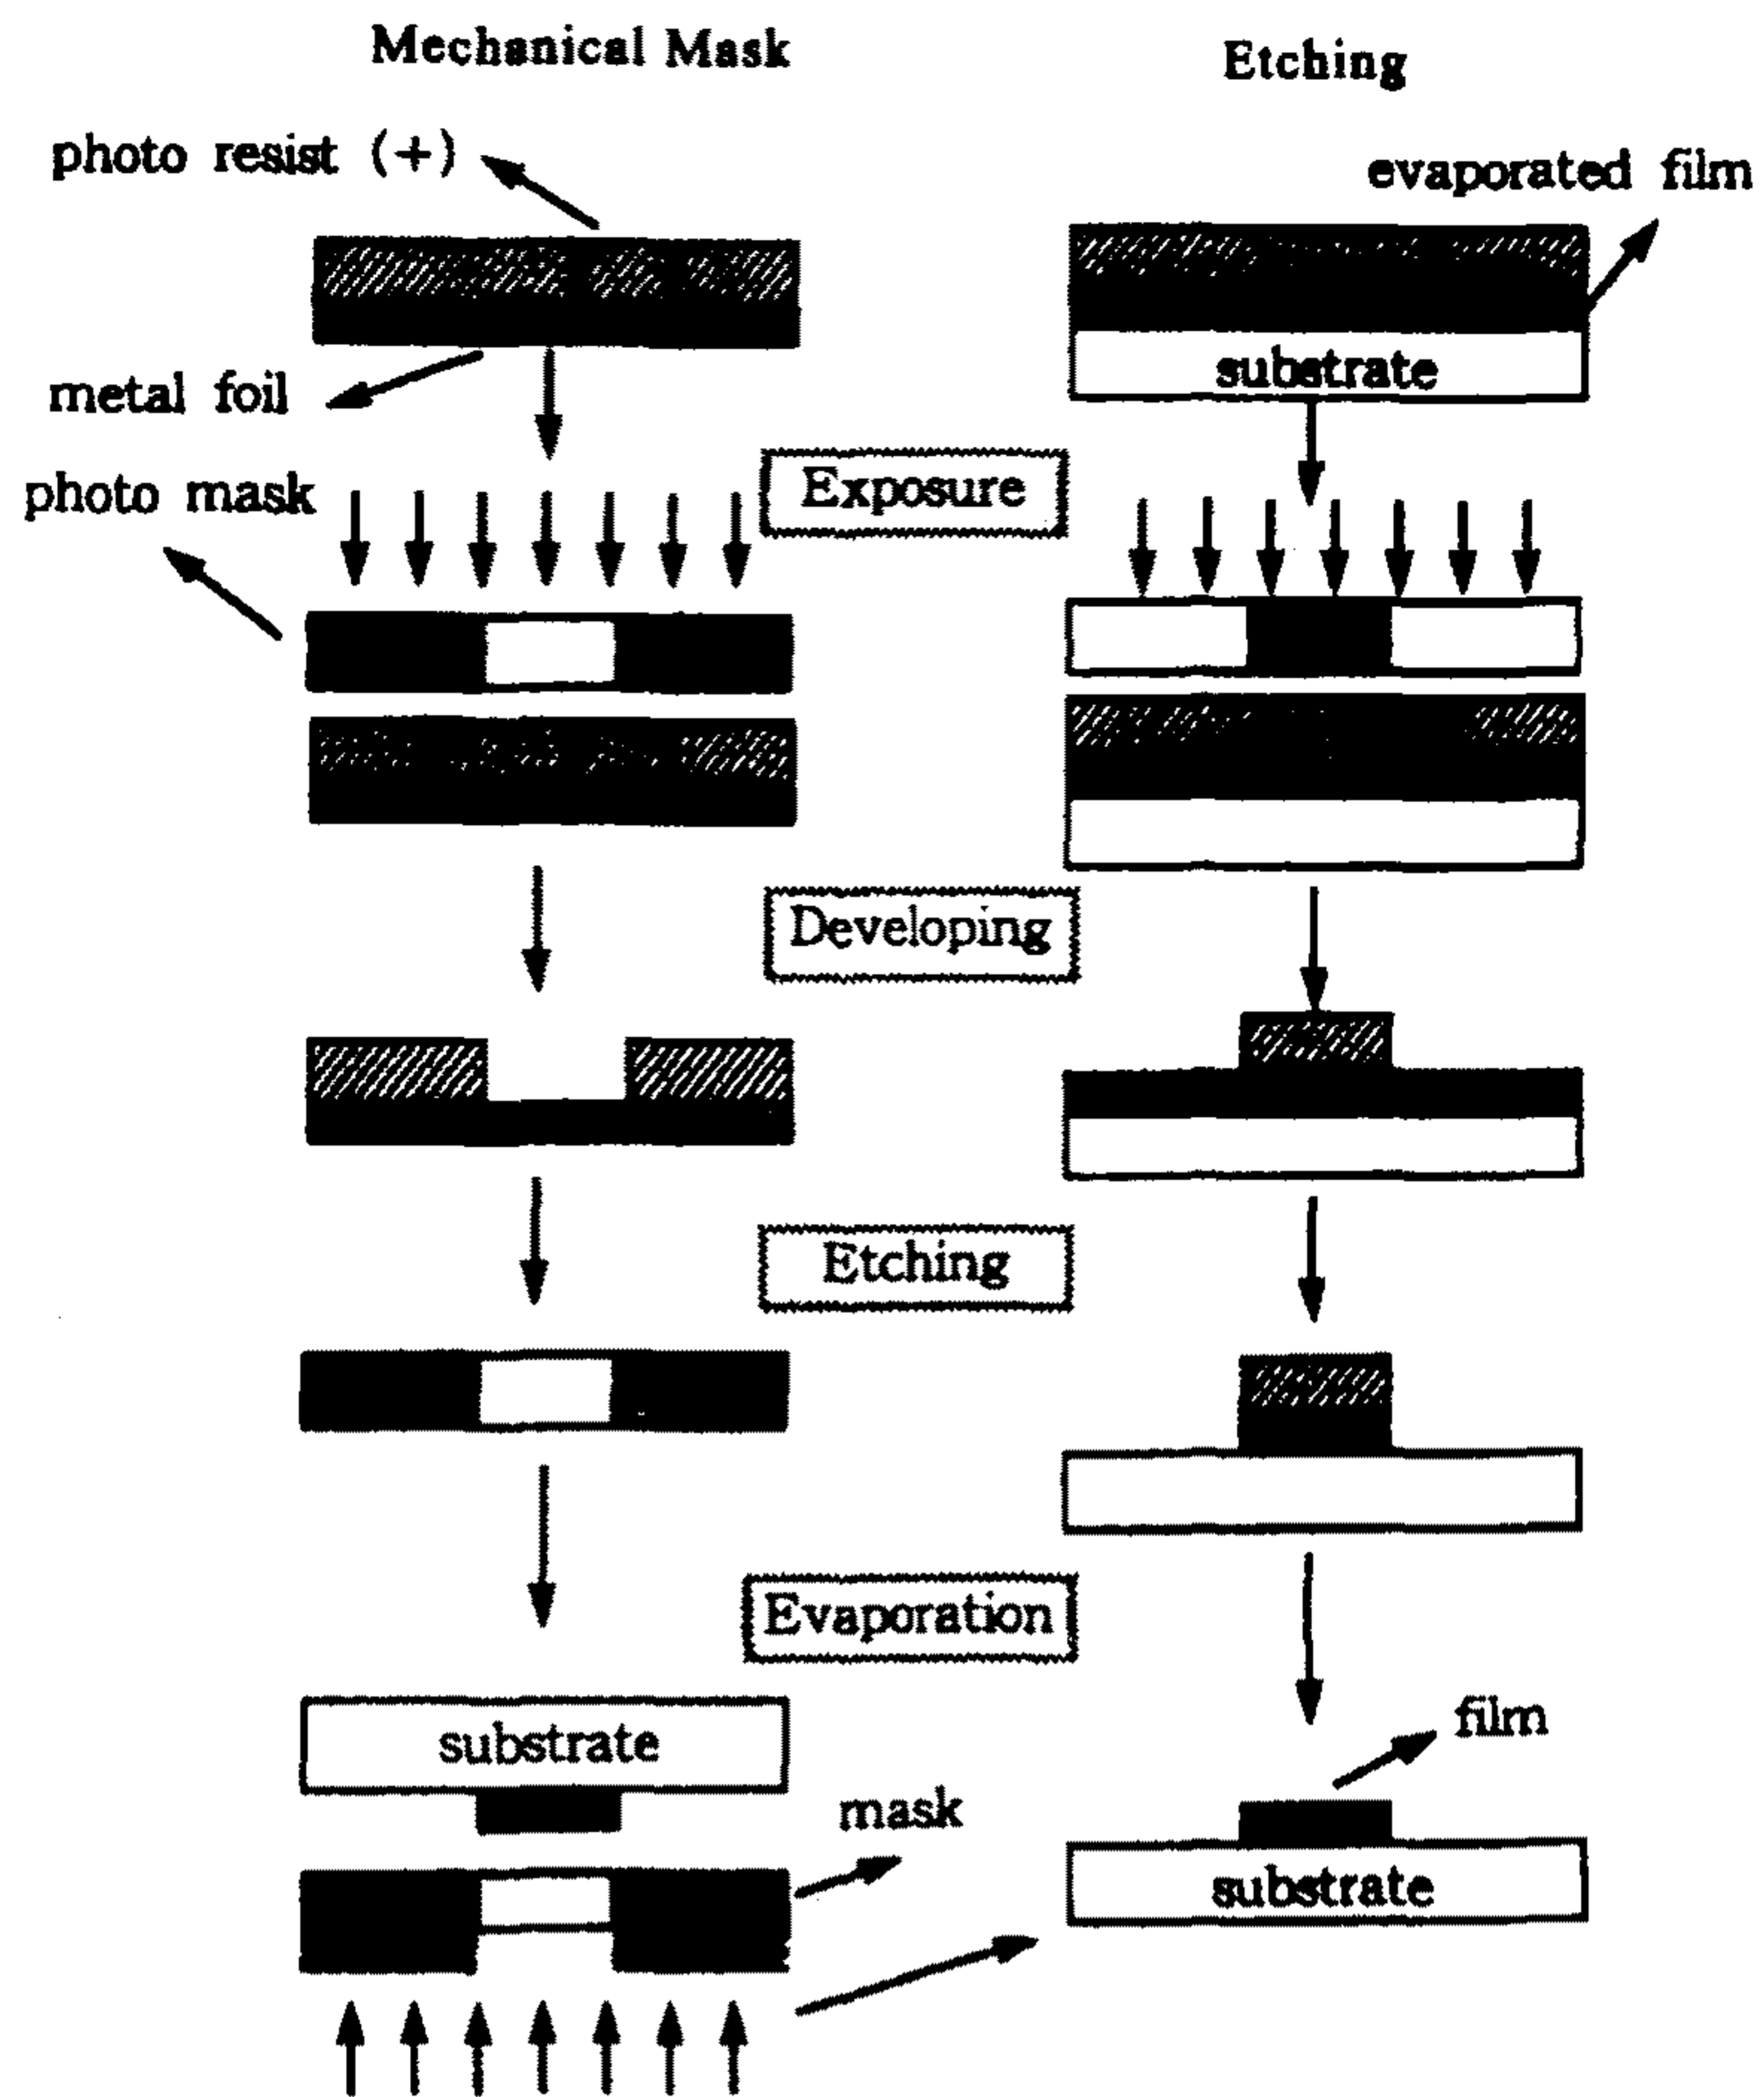 Mechanical Mask
Etching
photo resist (+)
evaporated film
substrate
metal foil
photo mask
Exposure
Developing
Etching
Evaporation
substrate
film
mask
substrate